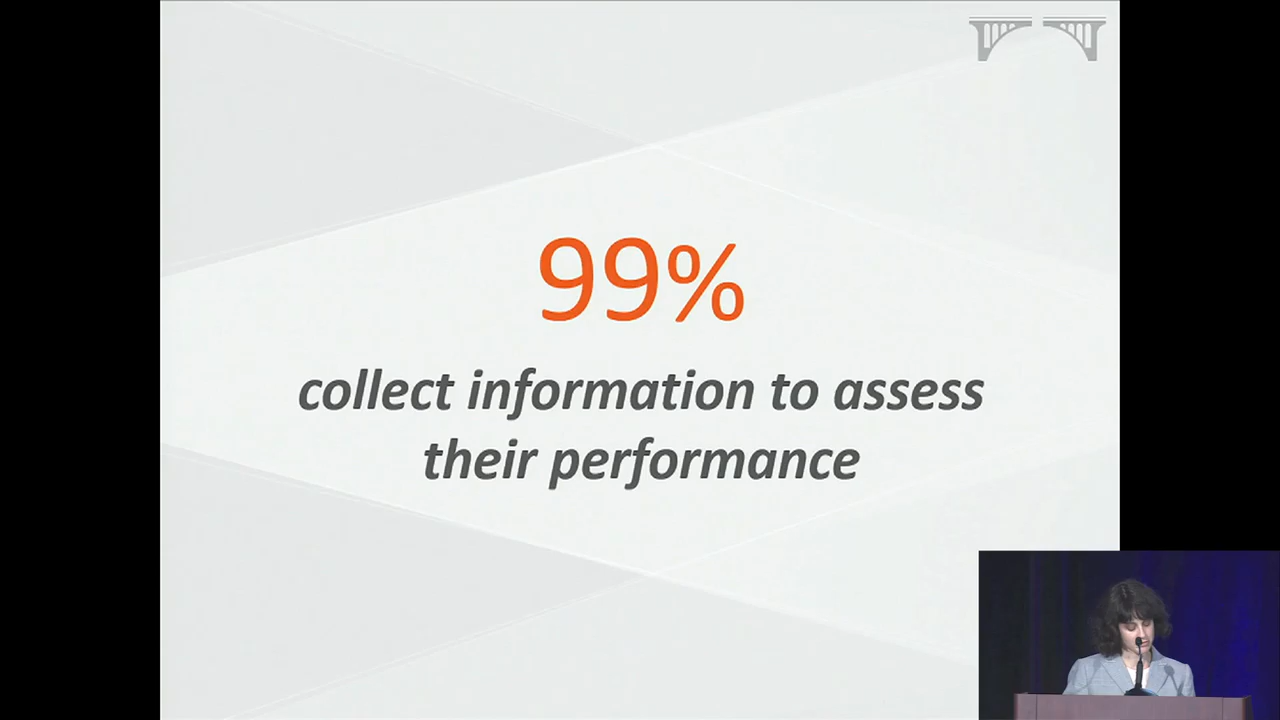 99%
collect information to assess
their performance